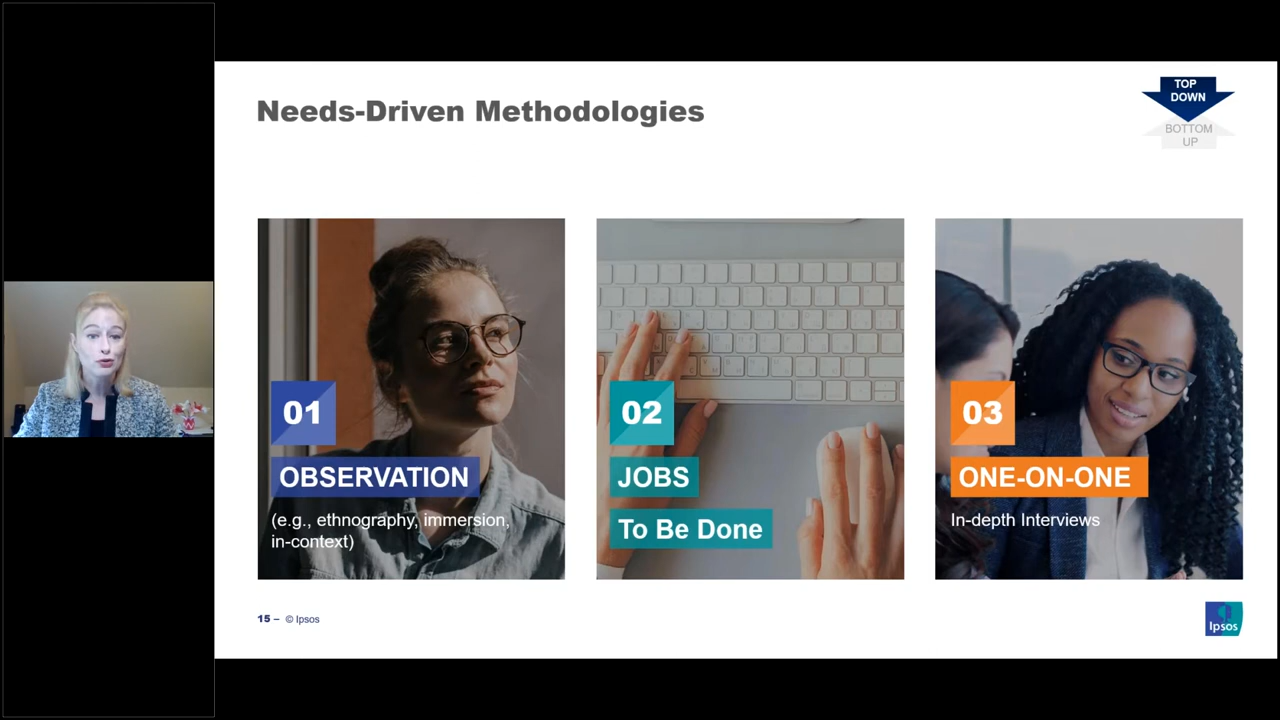 Needs-Driven Methodologies
TOP
DOWN
BOTTOM
UP
01
OBSERVATION
(e.g., ethnography, immersion,
in-context)
02
JOBS
To Be Done
03
ONE-ON-ONE
In-depth Interviews
15 – © Ipsos
Ipsos